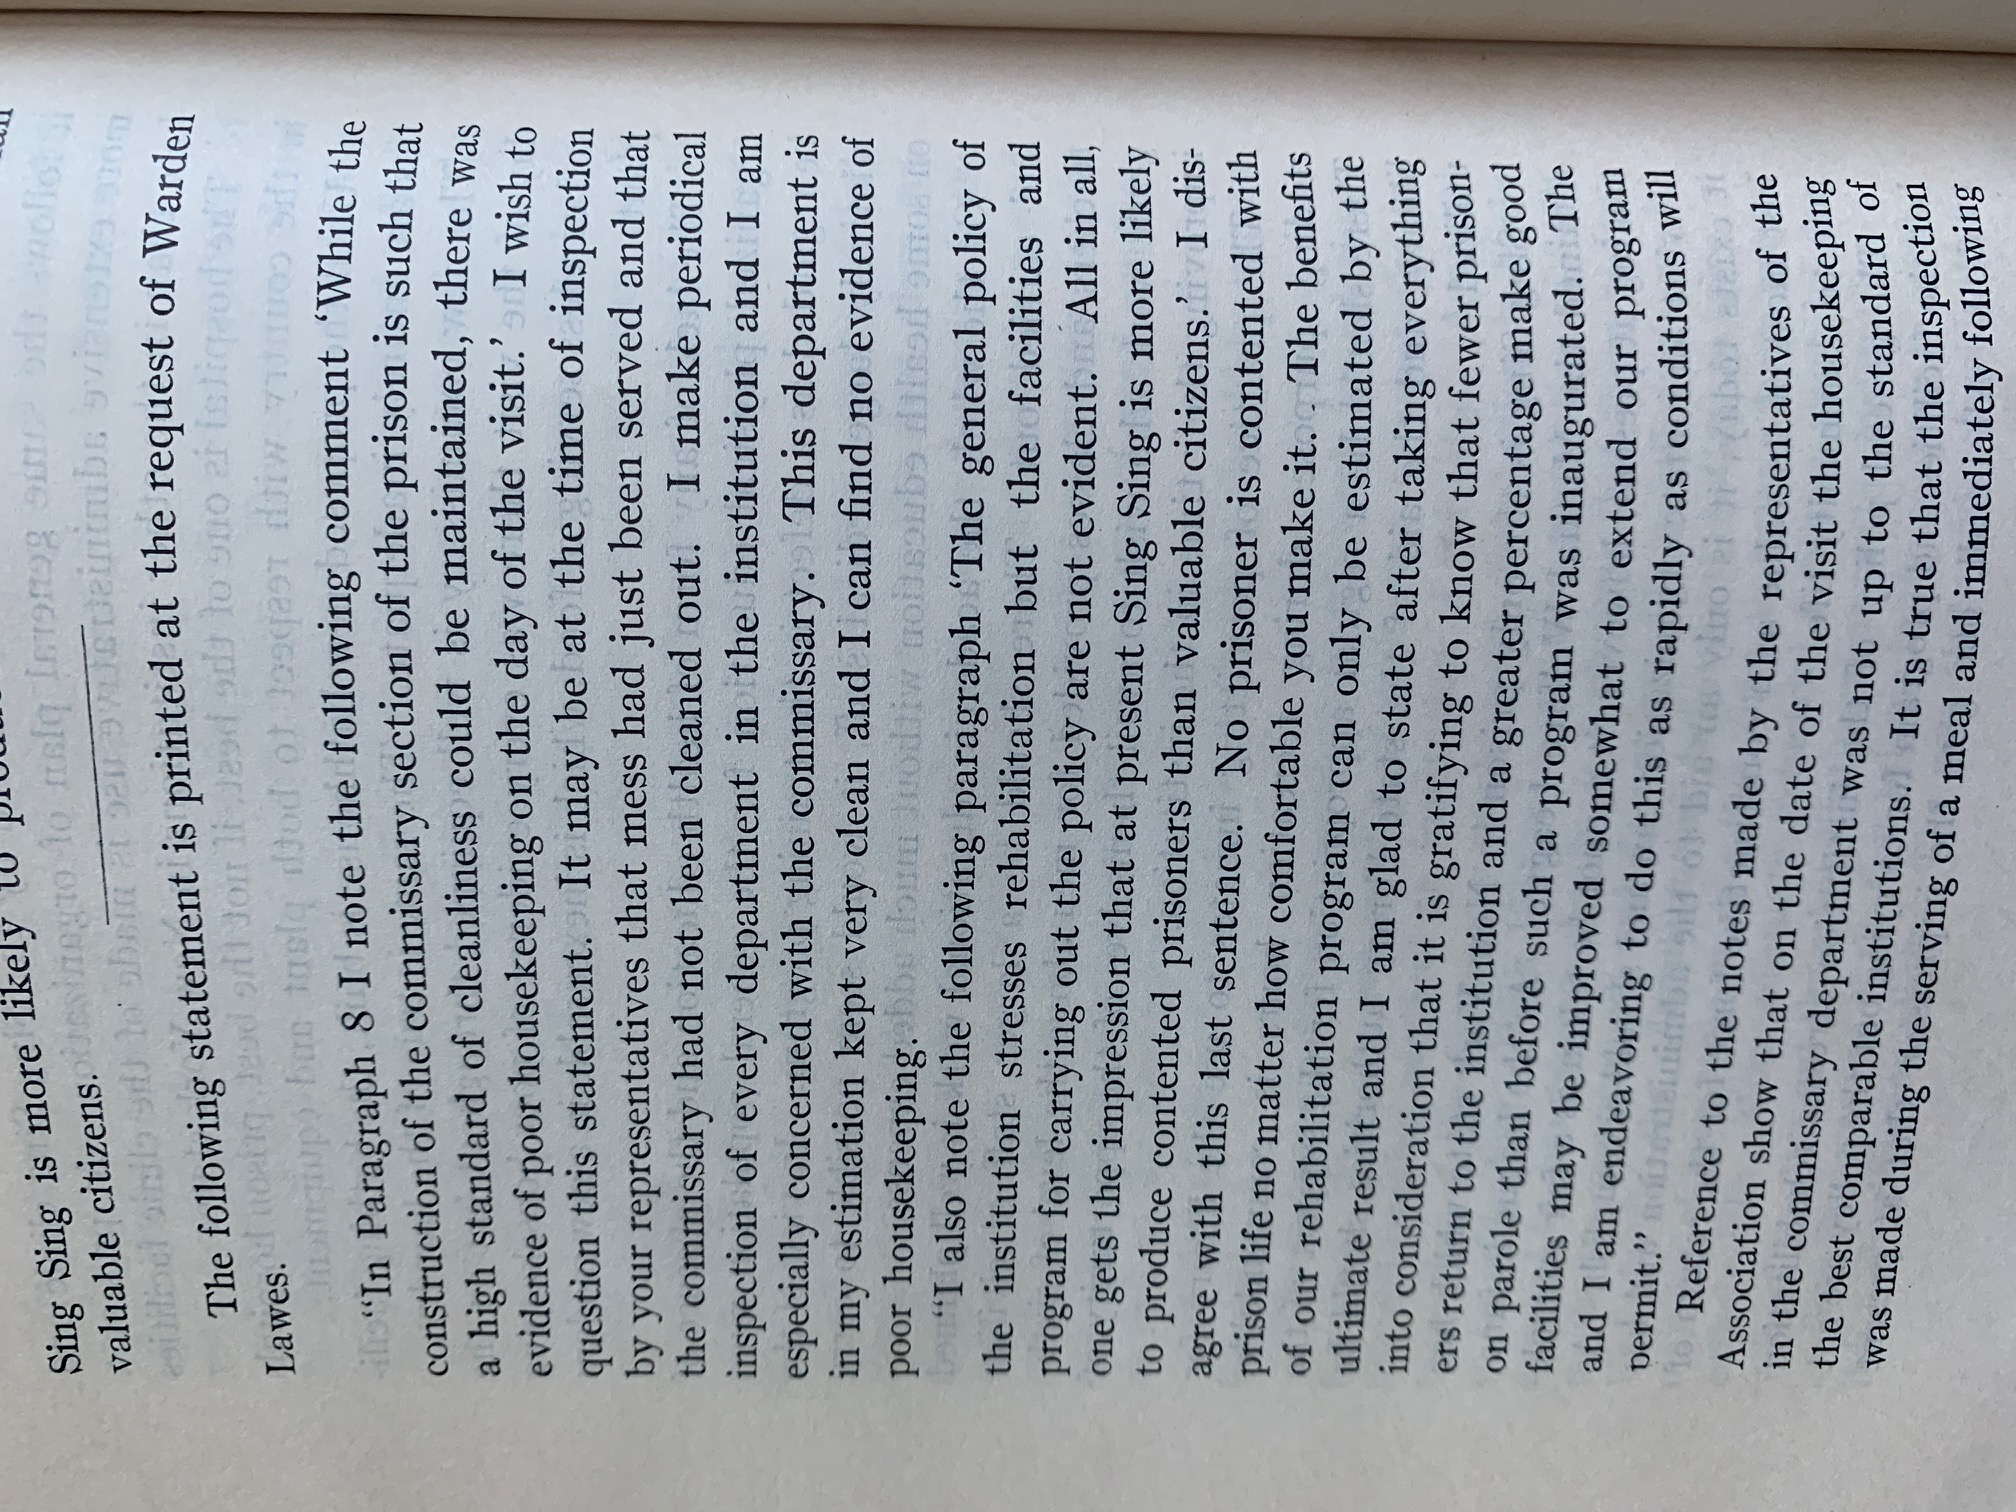 Sing Sing is more likely to
valuable citizens.
The following statement is printed at the request of Warden
Lawes.
“In Paragraph 8 I note the following comment ‘While the
construction of the commissary section of the prison is such that
a high standard of cleanliness could be maintained, there was
evidence of poor housekeeping on the day of the visit.’ I wish to
question this statement. It may be at the time of inspection
by your representatives that mess had just been served and that
the commissary had not been cleaned out. I make periodical
inspection of every department in the institution and I am
especially concerned with the commissary. This department is
in my estimation kept very clean and I can find no evidence of
poor housekeeping.
“I also note the following paragraph ‘The general policy of
the institution stresses rehabilitation but the facilities and
program for carrying out the policy are not evident. All in all,
one gets the impression that at present Sing Sing is more likely
to produce contented prisoners than valuable citizens.’ I dis-
agree with this last sentence. No prisoner is contented with
prison life no matter how comfortable you make it. The benefits
of our rehabilitation program can only be estimated by the
ultimate result and I am glad to state after taking everything
into consideration that it is gratifying to know that fewer prison-
ers return to the institution and a greater percentage make good
on parole than before such a program was inaugurated. The
facilities may be improved somewhat to extend our program
and I am endeavoring to do this as rapidly as conditions will
permit.”
Reference to the notes made by the representatives of the
Association show that on the date of the visit the housekeeping
in the commissary department was not up to the standard of
the best comparable institutions. It is true that the inspection
was made during the serving of a meal and immediately following